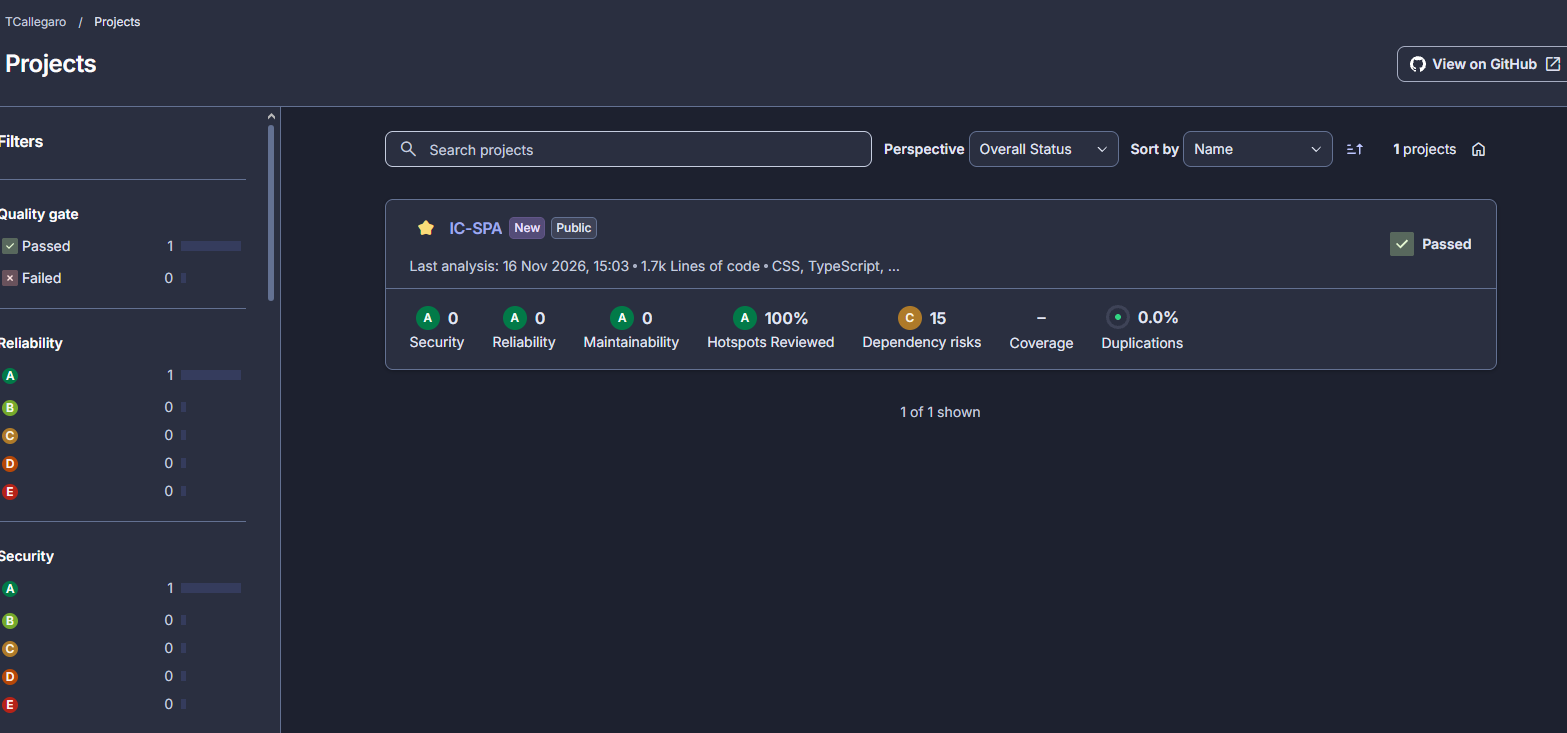 TCallegaro / Projects
Projects
View on GitHub
Filters
Quality gate
Passed 1
Failed 0
Reliability
A 1
B 0
C 0
D 0
E 0
Security
A 1
B 0
C 0
D 0
E 0
Search projects Perspective Overall Status Sort by Name 1 projects
IC-SPA New Public
Passed
Last analysis: 16 Nov 2026, 15:03 • 1.7k Lines of code • CSS, TypeScript, ...
A 0 A 0 A 0 A 100% C 15 – 0.0%
Security Reliability Maintainability Hotspots Reviewed Dependency risks Coverage Duplications
1 of 1 shown